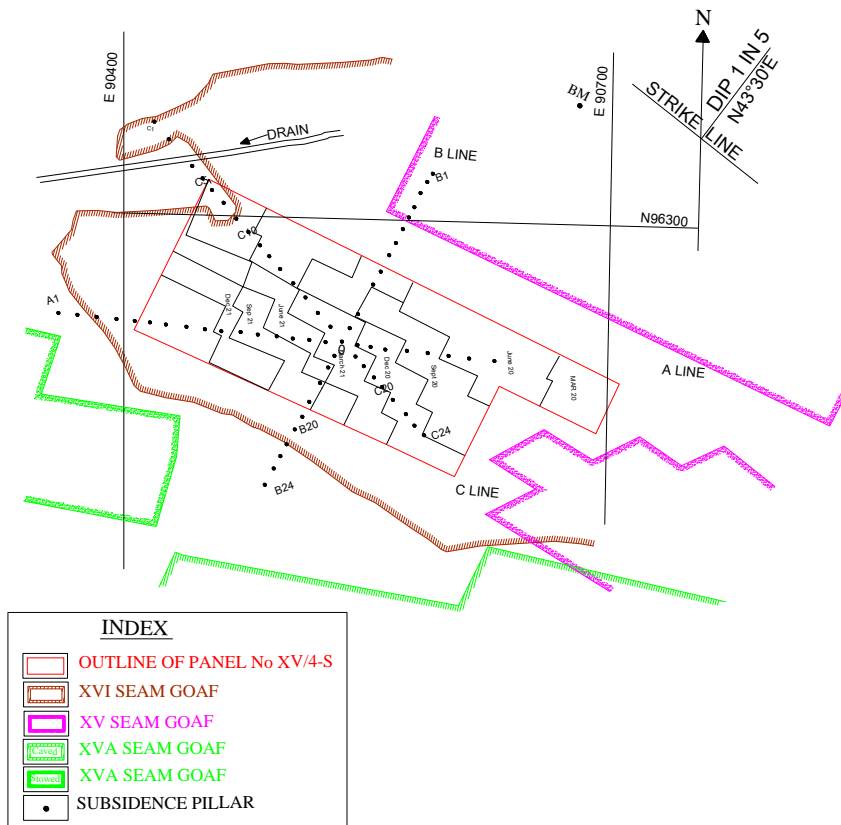 N
E 90400
E 90700
DIP 1 IN 5
N43°30'E
STRIKE LINE
BM
C1
DRAIN
B LINE
B1
N96300
A1
Dec 21
Sep 21
June 21
March 21
Dec 20
Sept 20
June 20
MAR 20
A LINE
C20
C24
B20
B24
C LINE
INDEX
OUTLINE OF PANEL No XV/4-S
XVI SEAM GOAF
XV SEAM GOAF
Caved XVA SEAM GOAF
Stowed XVA SEAM GOAF
SUBSIDENCE PILLAR